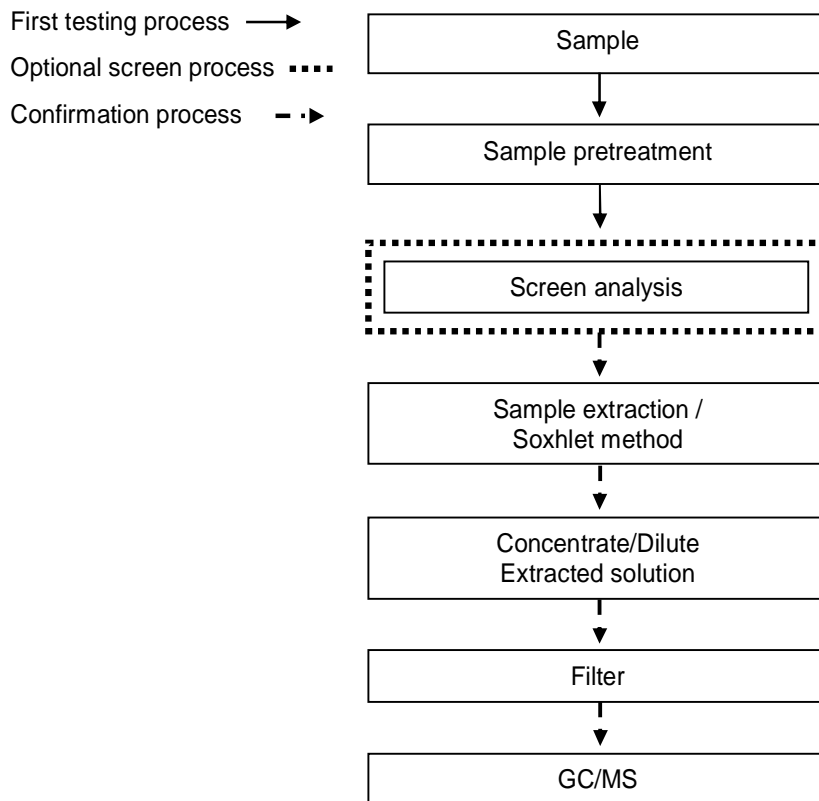 First testing process
Optional screen process
Confirmation process
Sample
Sample pretreatment
Screen analysis
Sample extraction /
Soxhlet method
Concentrate/Dilute
Extracted solution
Filter
GC/MS